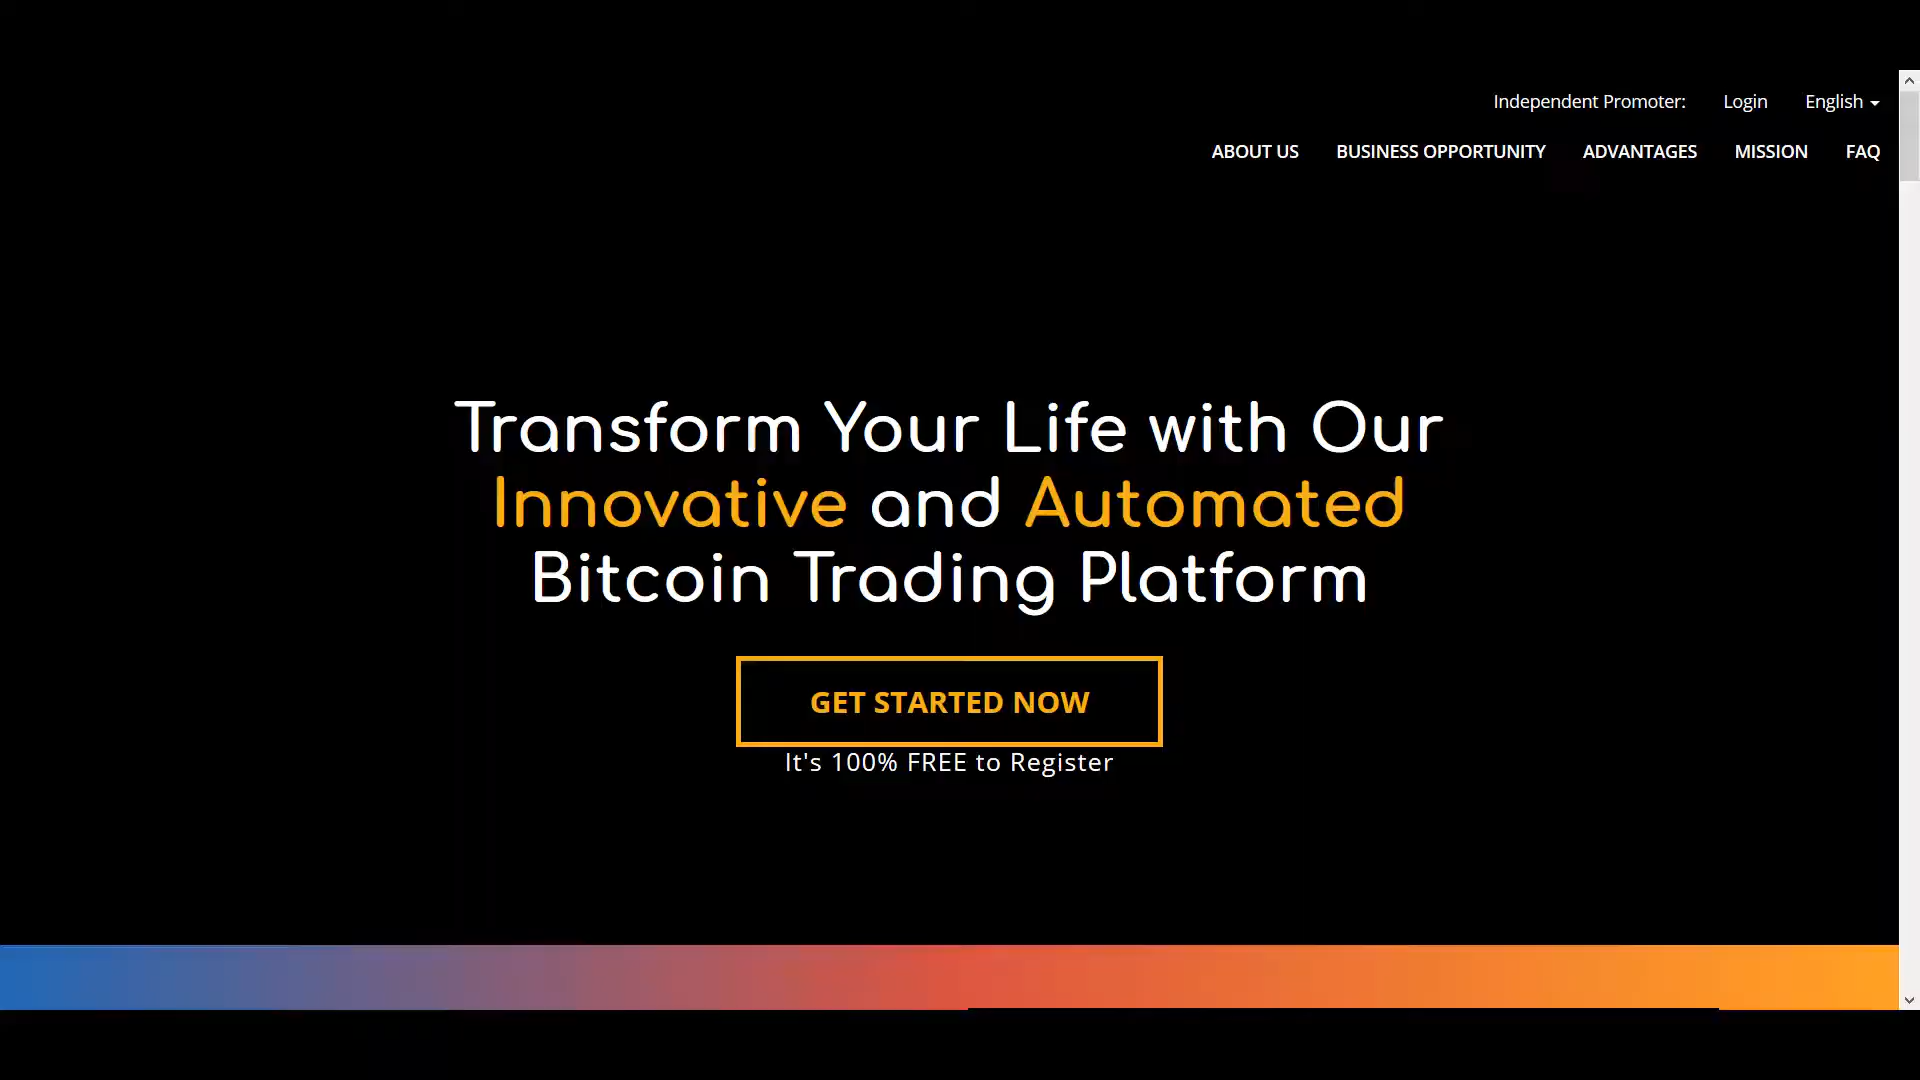 Independent Promoter: Login English
ABOUT US BUSINESS OPPORTUNITY ADVANTAGES MISSION FAQ
Transform Your Life with Our
Innovative and Automated
Bitcoin Trading Platform
GET STARTED NOW
It's 100% FREE to Register